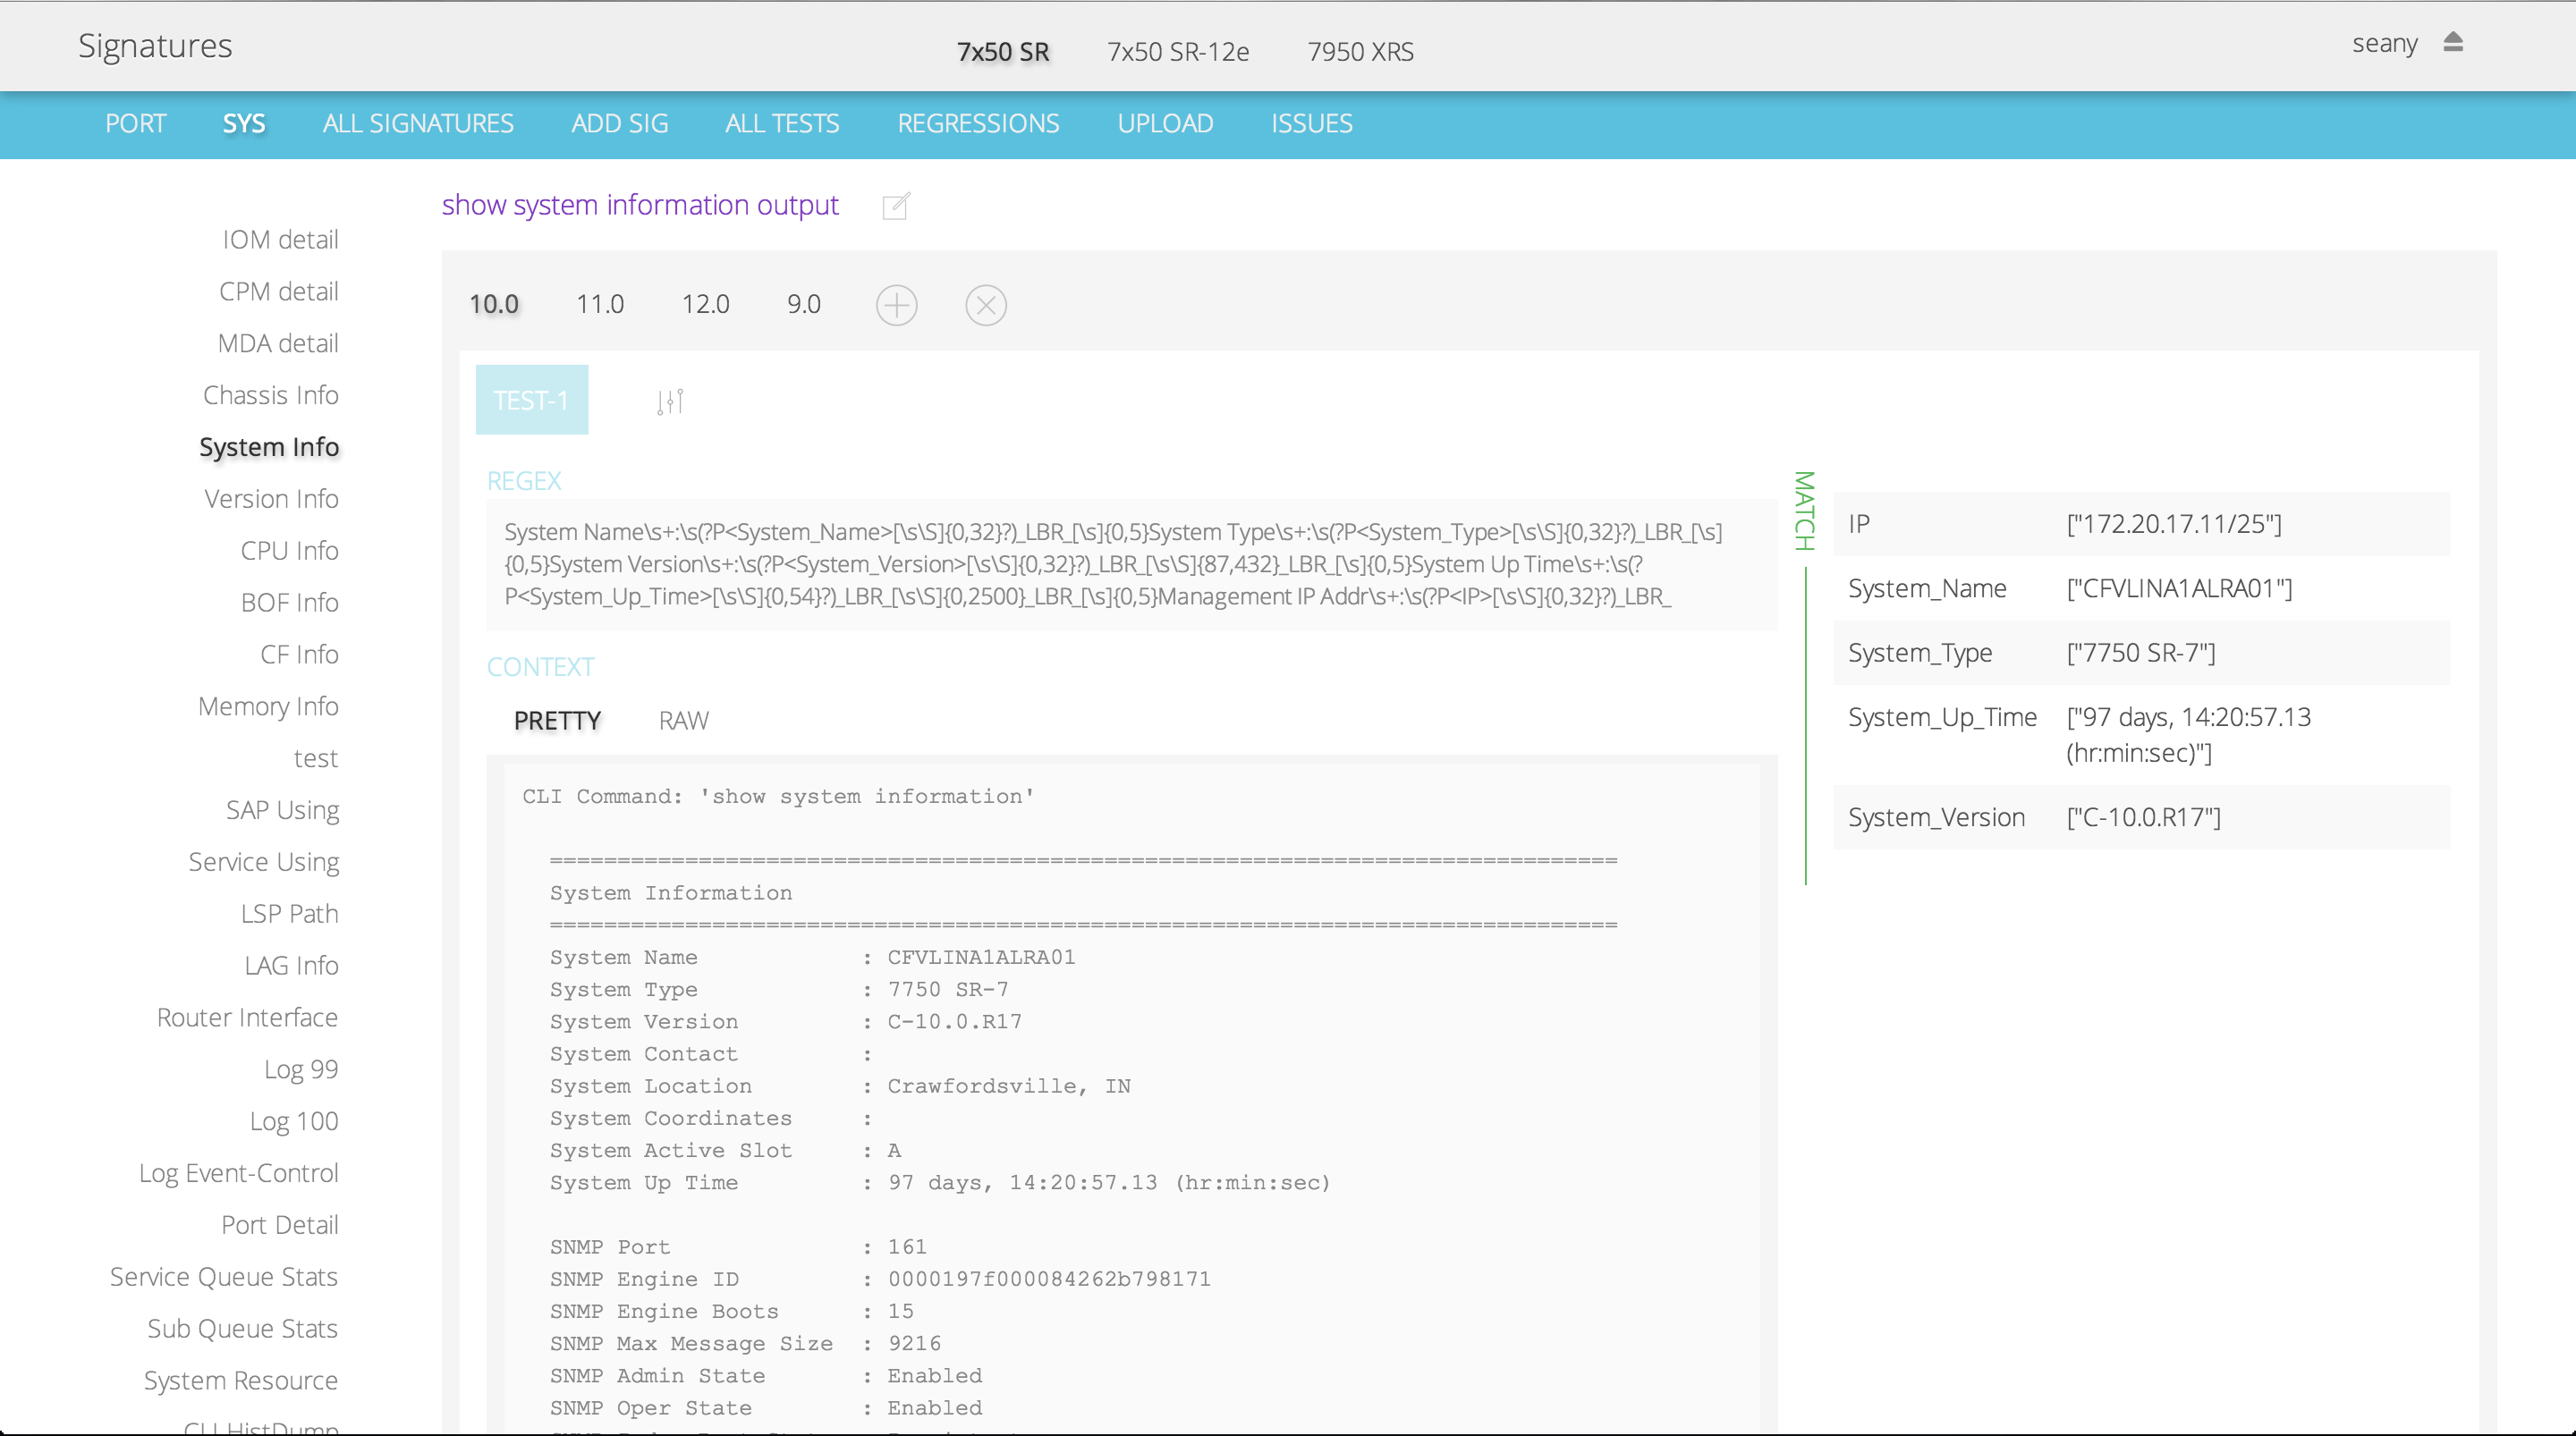 Signatures
7x50 SR 7x50 SR-12e 7950 XRS
seany
PORT SYS ALL SIGNATURES ADD SIG ALL TESTS REGRESSIONS UPLOAD ISSUES
IOM detail
CPM detail
MDA detail
Chassis Info
System Info
Version Info
CPU Info
BOF Info
CF Info
Memory Info
test
SAP Using
Service Using
LSP Path
LAG Info
Router Interface
Log 99
Log 100
Log Event-Control
Port Detail
Service Queue Stats
Sub Queue Stats
System Resource
show system information output
10.0 11.0 12.0 9.0
TEST-1
REGEX
System Name\s+:\s(?P<System_Name>[\s\S]{0,32}?)_LBR_[\s]{0,5}System Type\s+:\s(?P<System_Type>[\s\S]{0,32}?)_LBR_[\s]
{0,5}System Version\s+:\s(?P<System_Version>[\s\S]{0,32}?)_LBR_[\s\S]{87,432}_LBR_[\s]{0,5}System Up Time\s+:\s(?
P<System_Up_Time>[\s\S]{0,54}?)_LBR_[\s\S]{0,2500}_LBR_[\s]{0,5}Management IP Addr\s+:\s(?P<IP>[\s\S]{0,32}?)_LBR_
CONTEXT
PRETTY RAW
CLI Command: 'show system information'
===============================================================================
System Information
===============================================================================
System Name : CFVLINA1ALRA01
System Type : 7750 SR-7
System Version : C-10.0.R17
System Contact :
System Location : Crawfordsville, IN
System Coordinates :
System Active Slot : A
System Up Time : 97 days, 14:20:57.13 (hr:min:sec)
SNMP Port : 161
SNMP Engine ID : 0000197f000084262b798171
SNMP Engine Boots : 15
SNMP Max Message Size : 9216
SNMP Admin State : Enabled
SNMP Oper State : Enabled
MATCH
IP ["172.20.17.11/25"]
System_Name ["CFVLINA1ALRA01"]
System_Type ["7750 SR-7"]
System_Up_Time ["97 days, 14:20:57.13
(hr:min:sec)"]
System_Version ["C-10.0.R17"]